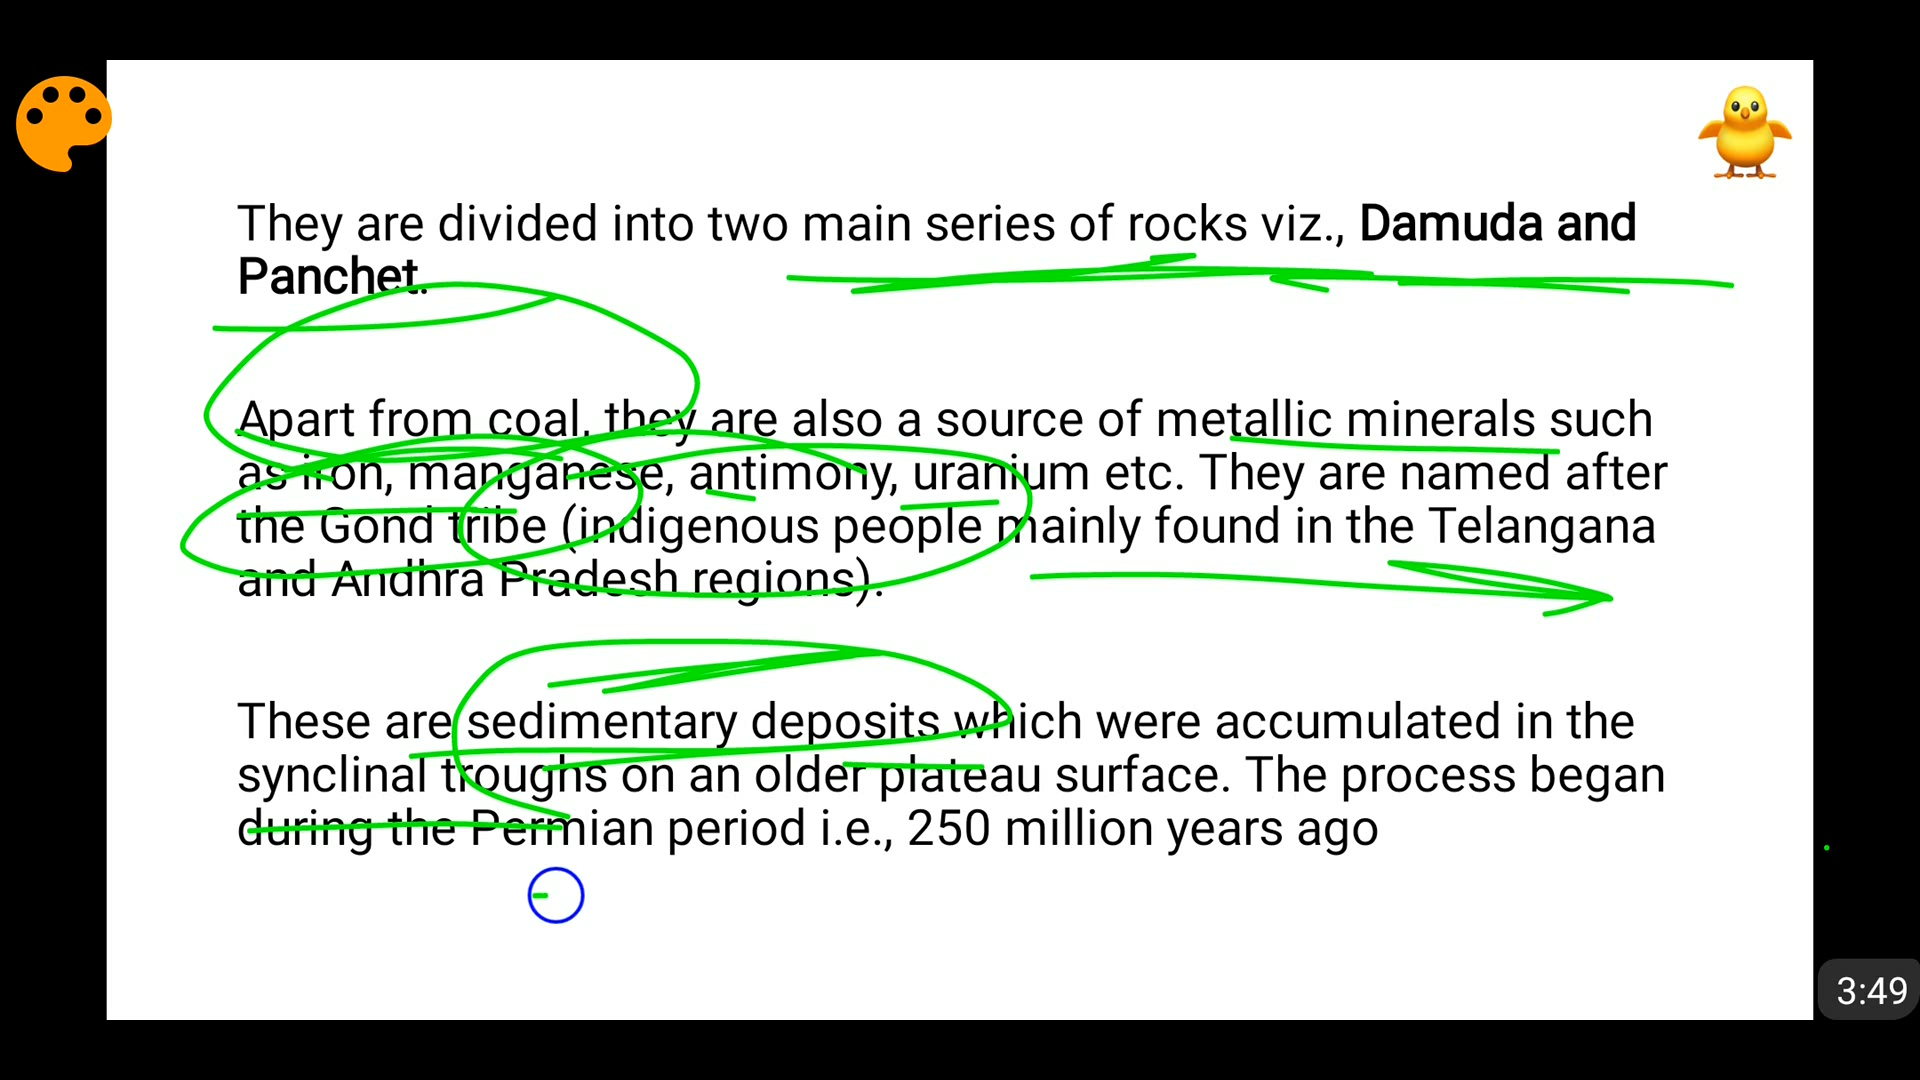 They are divided into two main series of rocks viz., Damuda and
Panchet.
Apart from coal, they are also a source of metallic minerals such
as iron, manganese, antimony, uranium etc. They are named after
the Gond tribe (indigenous people mainly found in the Telangana
and Andhra Pradesh regions).
These are sedimentary deposits which were accumulated in the
synclinal troughs on an older plateau surface. The process began
during the Permian period i.e., 250 million years ago
3:49